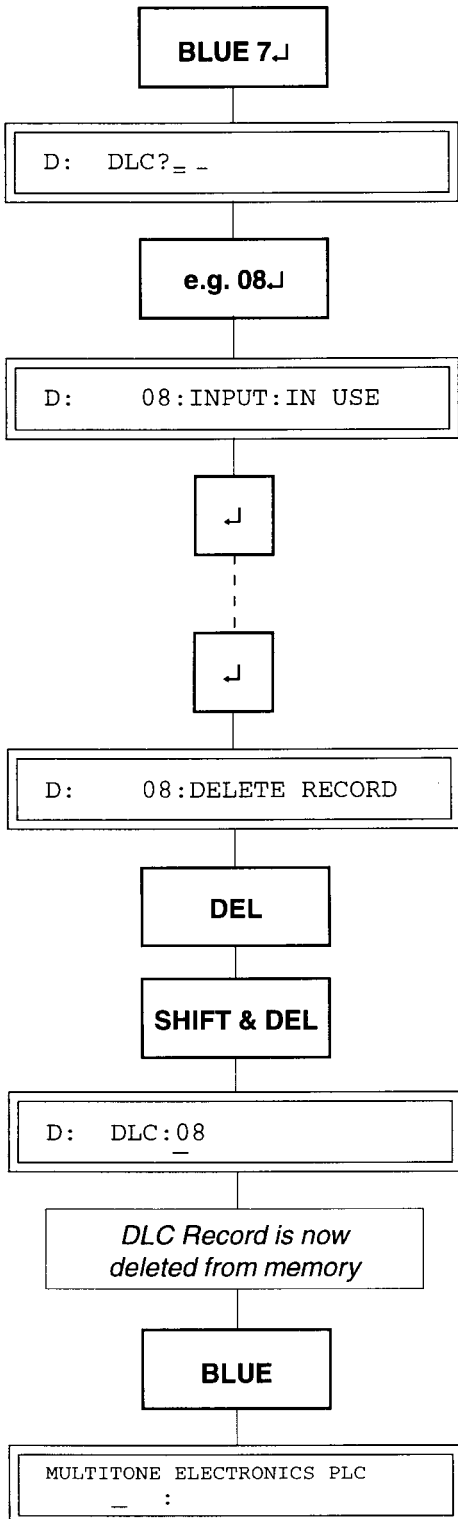 BLUE 7↵
D: DLC?_ _
e.g. 08↵
D: 08:INPUT:IN USE
↵
↵
D: 08:DELETE RECORD
DEL
SHIFT & DEL
D: DLC:08
DLC Record is now
deleted from memory
BLUE
MULTITONE ELECTRONICS PLC
_ :